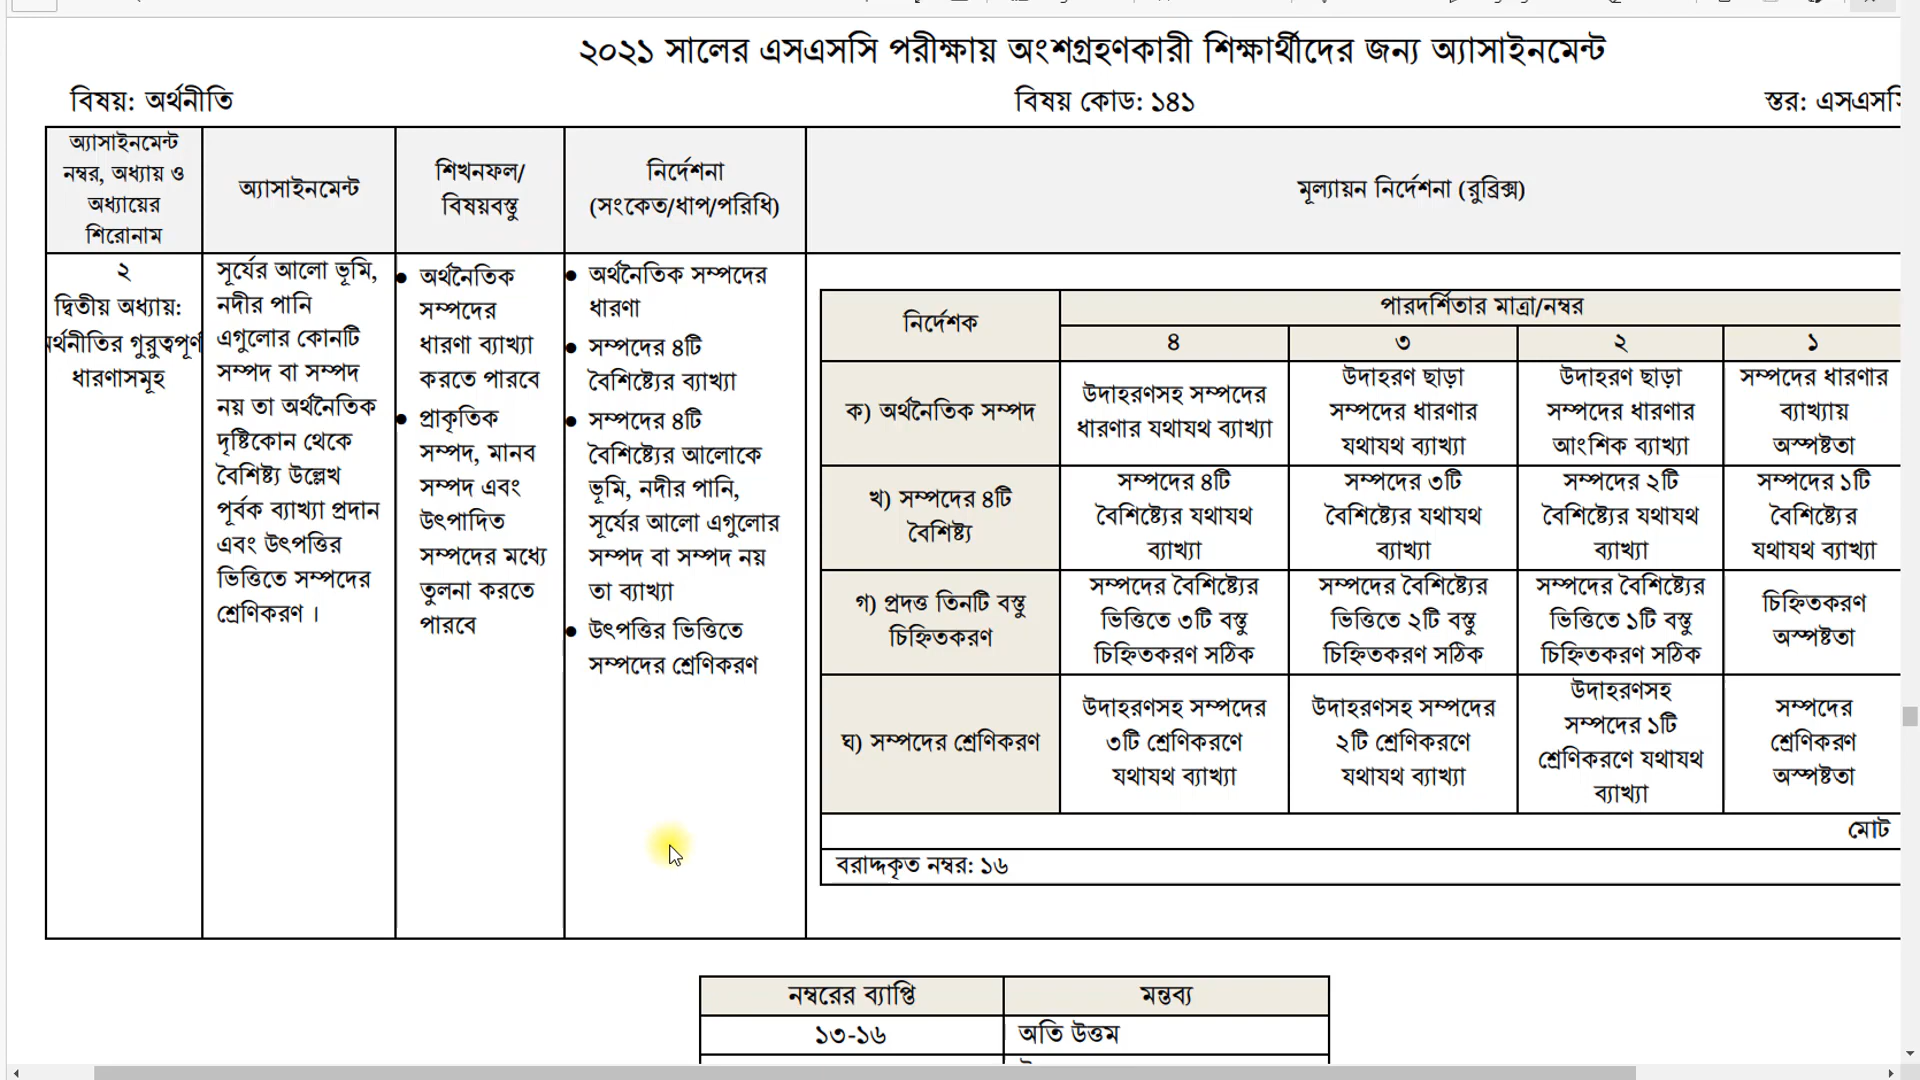 ২০২১ সালের এসএসসি পরীক্ষায় অংশগ্রহণকারী শিক্ষার্থীদের জন্য অ্যাসাইনমেন্ট
বিষয়: অর্থনীতি
বিষয় কোড: ১৪১
স্তর: এসএসসি
অ্যাসাইনমেন্ট
নম্বর, অধ্যায় ও
অধ্যায়ের
শিরোনাম
অ্যাসাইনমেন্ট
শিখনফল/
বিষয়বস্তু
নির্দেশনা
(সংকেত/ধাপ/পরিধি)
মূল্যায়ন নির্দেশনা (রুব্রিক্স)
২
দ্বিতীয় অধ্যায়:
র্থনীতির গুরুত্বপূর্ণ
ধারণাসমূহ
সূর্যের আলো ভূমি,
নদীর পানি
এগুলোর কোনটি
সম্পদ বা সম্পদ
নয় তা অর্থনৈতিক
দৃষ্টিকোন থেকে
বৈশিষ্ট্য উল্লেখ
পূর্বক ব্যাখ্যা প্রদান
এবং উৎপত্তির
ভিত্তিতে সম্পদের
শ্রেণিকরণ ।
● অর্থনৈতিক
সম্পদের
ধারণা ব্যাখ্যা
করতে পারবে
● প্রাকৃতিক
সম্পদ, মানব
সম্পদ এবং
উৎপাদিত
সম্পদের মধ্যে
তুলনা করতে
পারবে
● অর্থনৈতিক সম্পদের
ধারণা
● সম্পদের ৪টি
বৈশিষ্ট্যের ব্যাখ্যা
● সম্পদের ৪টি
বৈশিষ্ট্যের আলোকে
ভূমি, নদীর পানি,
সূর্যের আলো এগুলোর
সম্পদ বা সম্পদ নয়
তা ব্যাখ্যা
● উৎপত্তির ভিত্তিতে
সম্পদের শ্রেণিকরণ
নির্দেশক
পারদর্শিতার মাত্রা/নম্বর
৪
৩
২
১
ক) অর্থনৈতিক সম্পদ
উদাহরণসহ সম্পদের
ধারণার যথাযথ ব্যাখ্যা
উদাহরণ ছাড়া
সম্পদের ধারণার
যথাযথ ব্যাখ্যা
উদাহরণ ছাড়া
সম্পদের ধারণার
আংশিক ব্যাখ্যা
সম্পদের ধারণার
ব্যাখ্যায়
অস্পষ্টতা
খ) সম্পদের ৪টি
বৈশিষ্ট্য
সম্পদের ৪টি
বৈশিষ্ট্যের যথাযথ
ব্যাখ্যা
সম্পদের ৩টি
বৈশিষ্ট্যের যথাযথ
ব্যাখ্যা
সম্পদের ২টি
বৈশিষ্ট্যের যথাযথ
ব্যাখ্যা
সম্পদের ১টি
বৈশিষ্ট্যের
যথাযথ ব্যাখ্যা
গ) প্রদত্ত তিনটি বস্তু
চিহ্নিতকরণ
সম্পদের বৈশিষ্ট্যের
ভিত্তিতে ৩টি বস্তু
চিহ্নিতকরণ সঠিক
সম্পদের বৈশিষ্ট্যের
ভিত্তিতে ২টি বস্তু
চিহ্নিতকরণ সঠিক
সম্পদের বৈশিষ্ট্যের
ভিত্তিতে ১টি বস্তু
চিহ্নিতকরণ সঠিক
চিহ্নিতকরণ
অস্পষ্টতা
ঘ) সম্পদের শ্রেণিকরণ
উদাহরণসহ সম্পদের
৩টি শ্রেণিকরণে
যথাযথ ব্যাখ্যা
উদাহরণসহ সম্পদের
২টি শ্রেণিকরণে
যথাযথ ব্যাখ্যা
উদাহরণসহ
সম্পদের ১টি
শ্রেণিকরণে যথাযথ
ব্যাখ্যা
সম্পদের
শ্রেণিকরণ
অস্পষ্টতা
মোট
বরাদ্দকৃত নম্বর: ১৬
নম্বরের ব্যাপ্তি
মন্তব্য
১৩-১৬
অতি উত্তম